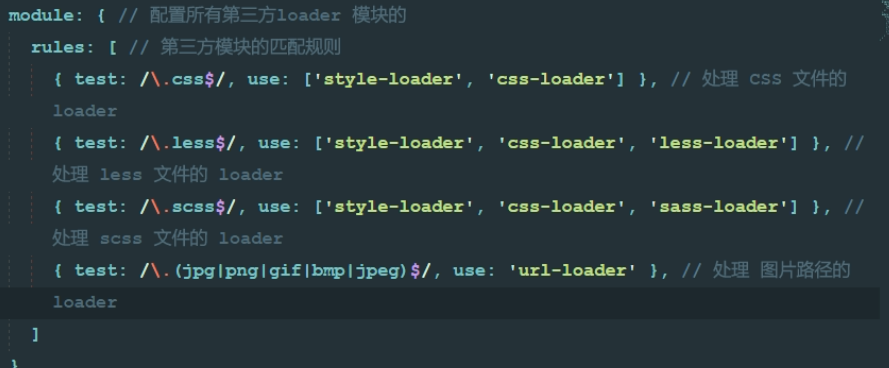 module: { // 配置所有第三方loader 模块的
rules: [ // 第三方模块的匹配规则
{ test: /\.css$/, use: ['style-loader', 'css-loader'] }, // 处理 css 文件的
loader
{ test: /\.less$/, use: ['style-loader', 'css-loader', 'less-loader'] }, //
处理 less 文件的 loader
{ test: /\.scss$/, use: ['style-loader', 'css-loader', 'sass-loader'] }, //
处理 scss 文件的 loader
{ test: /\.(jpg|png|gif|bmp|jpeg)$/, use: 'url-loader' }, // 处理 图片路径的
loader
]
}